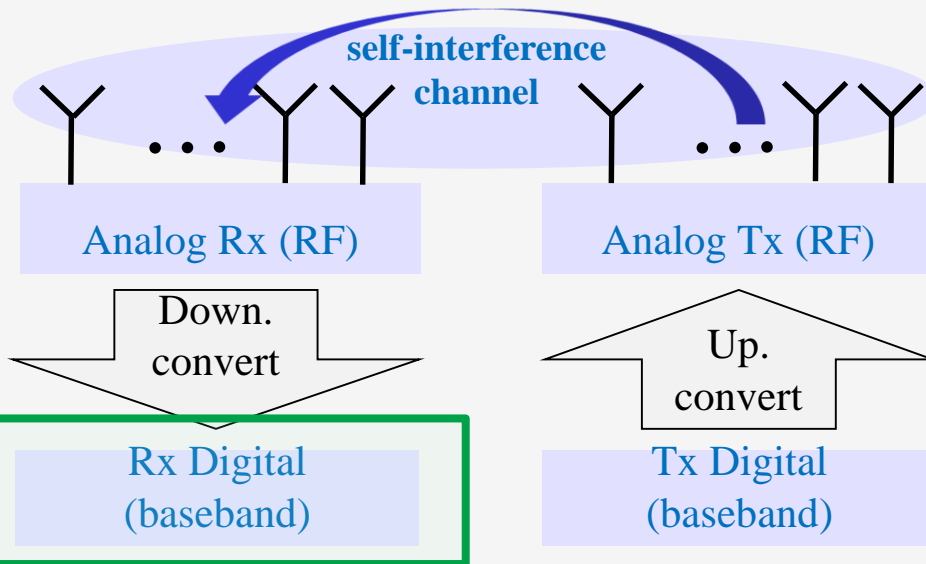 self-interference
channel
Analog Rx (RF)
Analog Tx (RF)
Down.
convert
Up.
convert
Rx Digital
(baseband)
Tx Digital
(baseband)